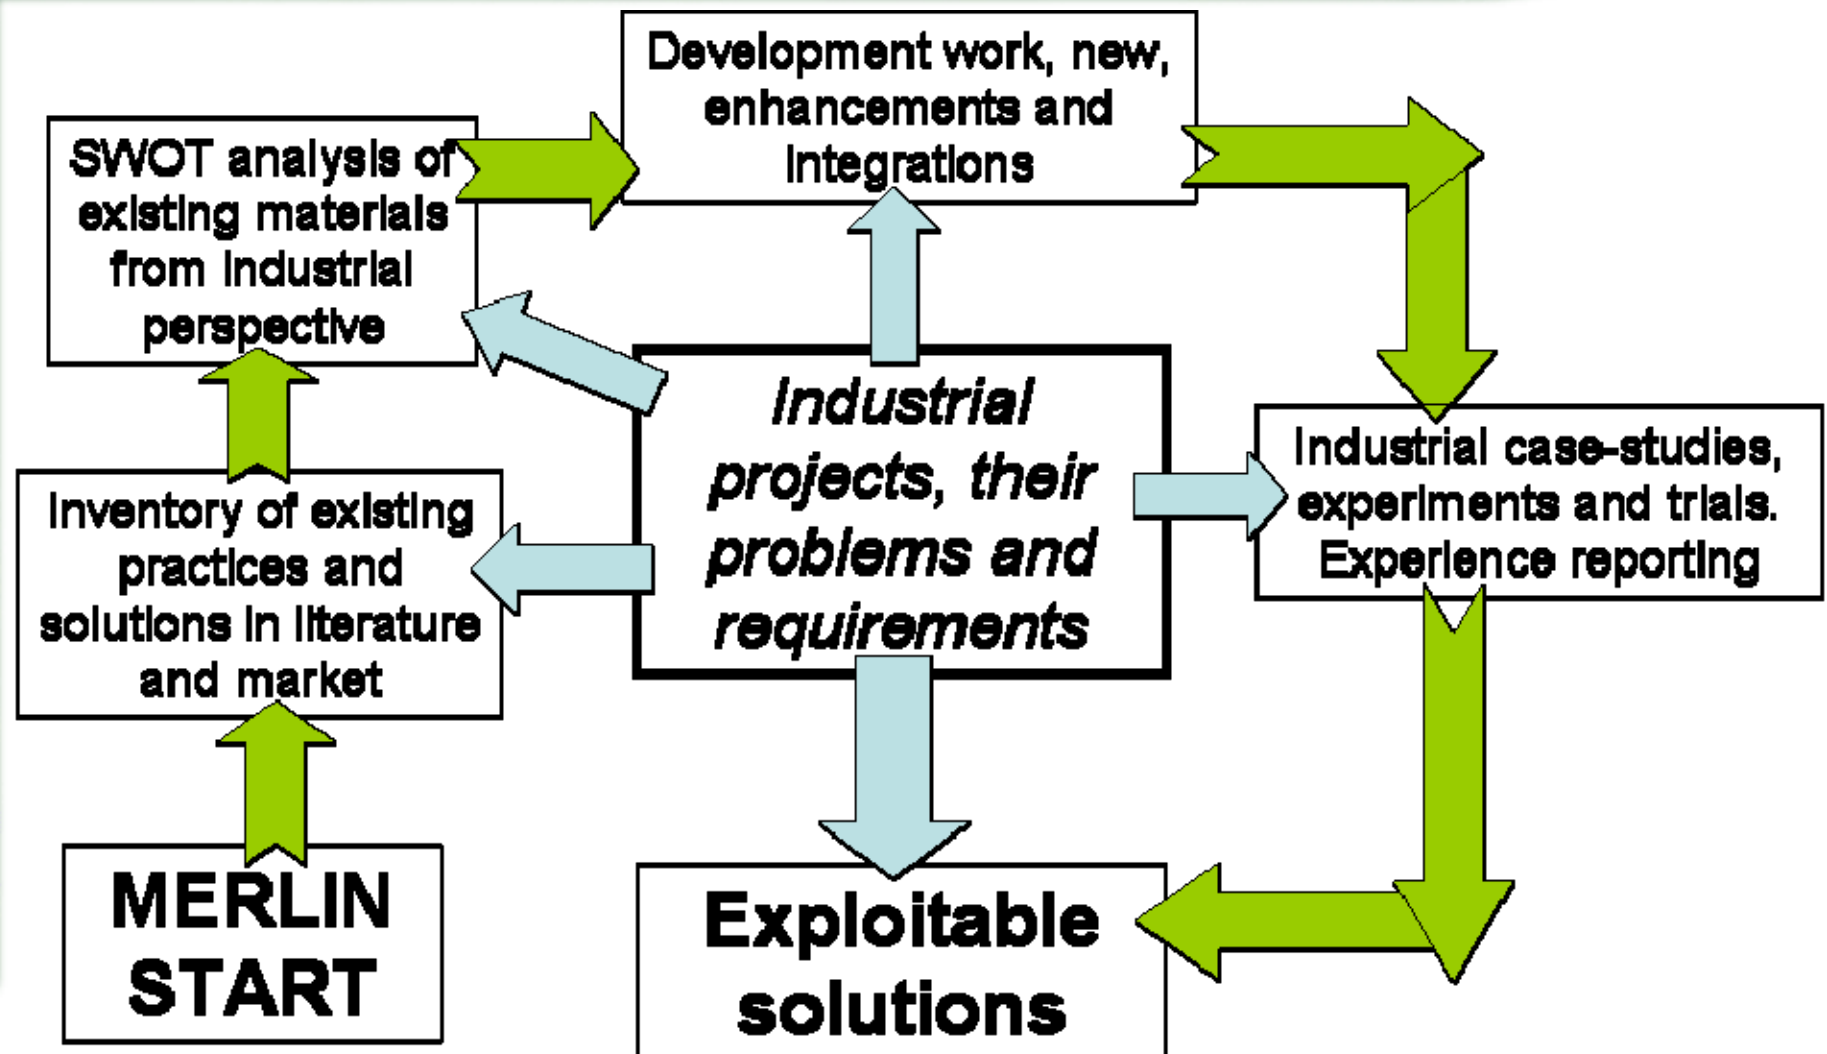 Development work, new,
enhancements and
integrations
SWOT analysis of
existing materials
from industrial
perspective
Industrial
projects, their
problems and
requirements
Industrial case-studies,
experiments and trials.
Experience reporting
Inventory of existing
practices and
solutions in literature
and market
MERLIN
START
Exploitable
solutions